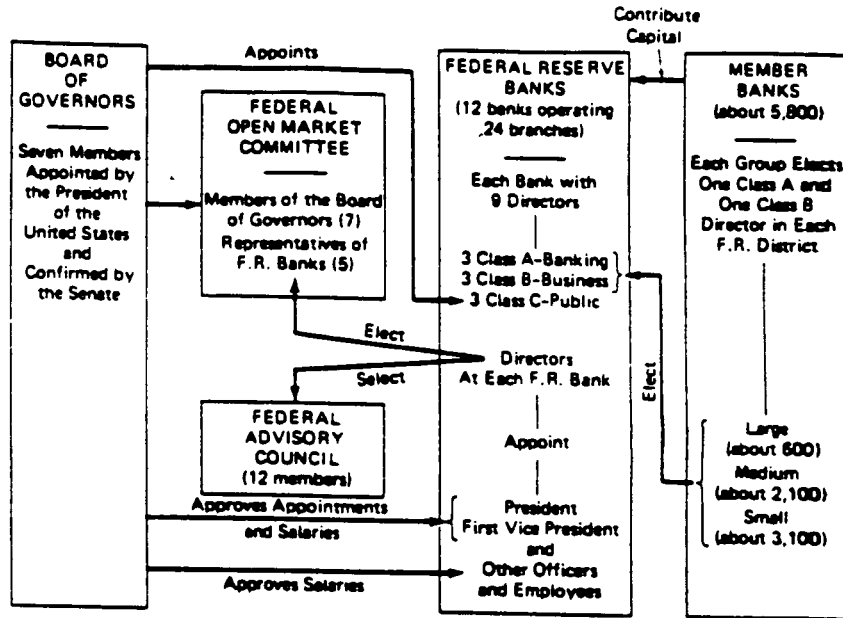 BOARD
OF
GOVERNORS
Seven Members
Appointed by
the President
of the
United States
and
Confirmed by
the Senate
Appoints
FEDERAL
OPEN MARKET
COMMITTEE
Members of the Board
of Governors (7)
Representatives of
F.R. Banks (5)
Elect
Select
FEDERAL
ADVISORY
COUNCIL
(12 members)
Approves Appointments
and Salaries
Approves Salaries
FEDERAL RESERVE
BANKS
(12 banks operating
24 branches)
Each Bank with
9 Directors
3 Class A-Banking
3 Class B-Business
3 Class C-Public
Directors
At Each F.R. Bank
Appoint
President
First Vice President
and
Other Officers
and Employees
Contribute
Capital
Elect
MEMBER
BANKS
(about 5,800)
Each Group Elects
One Class A and
One Class B
Director in Each
F.R. District
Large
(about 600)
Medium
(about 2,100)
Small
(about 3,100)